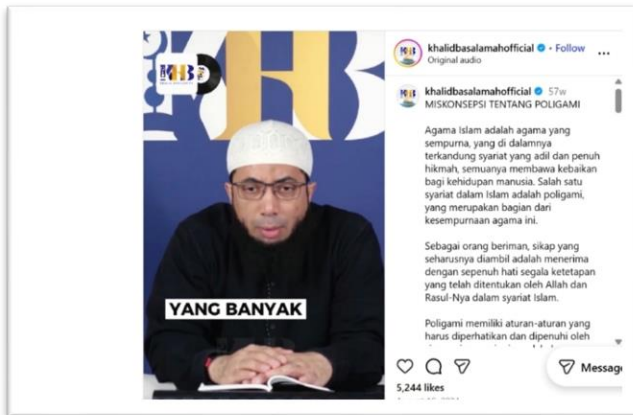 KHB
khalidbasalamahofficial • Follow
Original audio
khalidbasalamahofficial 57w
MISKONSEPSI TENTANG POLIGAMI
Agama Islam adalah agama yang
sempurna, yang di dalamnya
terkandung syariat yang adil dan penuh
hikmah, semuanya membawa kebaikan
bagi kehidupan manusia. Salah satu
syariat dalam Islam adalah poligami,
yang merupakan bagian dari
kesempurnaan agama ini.
Sebagai orang beriman, sikap yang
seharusnya diambil adalah menerima
dengan sepenuh hati segala ketetapan
yang telah ditentukan oleh Allah dan
Rasul-Nya dalam syariat Islam.
Poligami memiliki aturan-aturan yang
harus diperhatikan dan dipenuhi oleh
YANG BANYAK
5,244 likes
Message